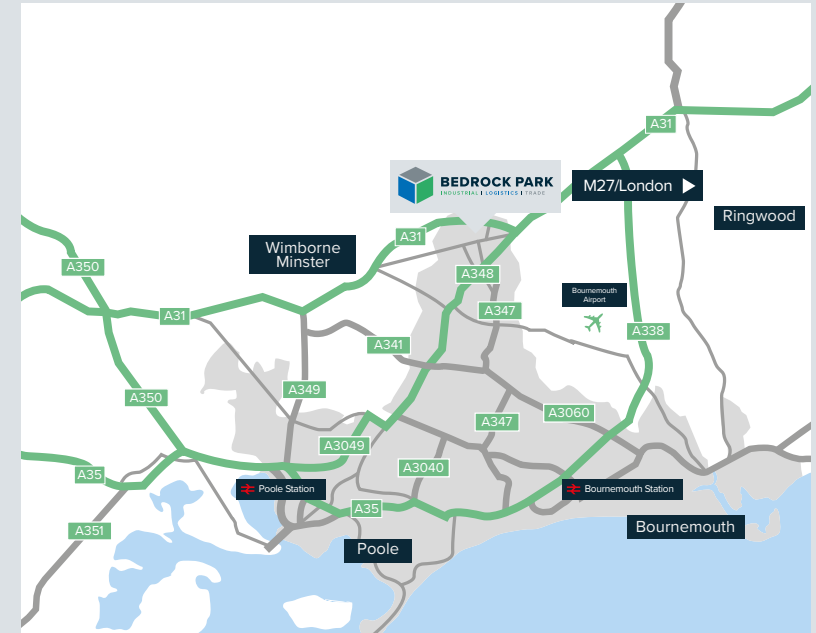 A31
BEDROCK PARK
INDUSTRIAL | LOGISTICS | TRADE
M27/London
Ringwood
A31
Wimborne
Minster
A350
A348
Bournemouth
Airport
A347
A31
A338
A341
A349
A350
A3060
A347
A3049
A3040
A35
Poole Station
Bournemouth Station
A35
A351
Bournemouth
Poole